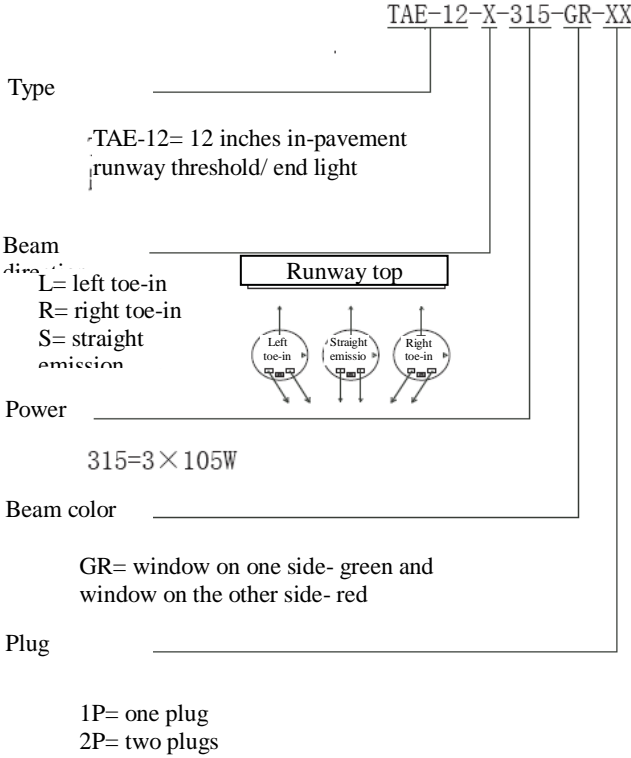 TAE-12-X-315-GR-XX
Type
TAE-12= 12 inches in-pavement
runway threshold/ end light
Beam
L= left toe-in
R= right toe-in
S= straight
emission
Runway top
Left
toe-in
Straight
emissio
Right
toe-in
Power
315=3×105W
Beam color
GR= window on one side- green and
window on the other side- red
Plug
1P= one plug
2P= two plugs